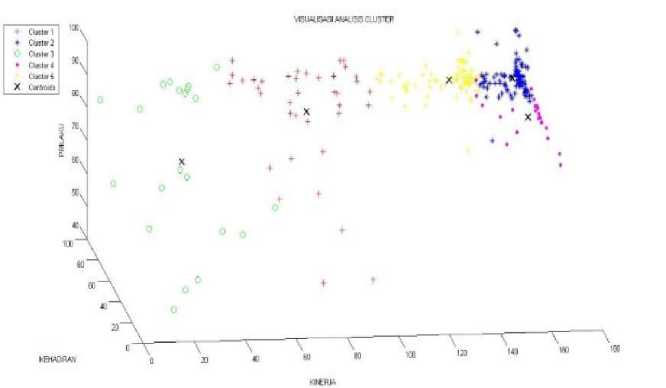 VISUALISASI ANALISIS CLUSTER
Cluster 1
Cluster 2
Cluster 3
Cluster 4
Cluster 5
Centroids
PERILAKU
100
90
80
70
60
50
40
100
80
60
40
20
0
KEHADIRAN
0
20
40
60
80
100
120
140
160
180
KINERJA